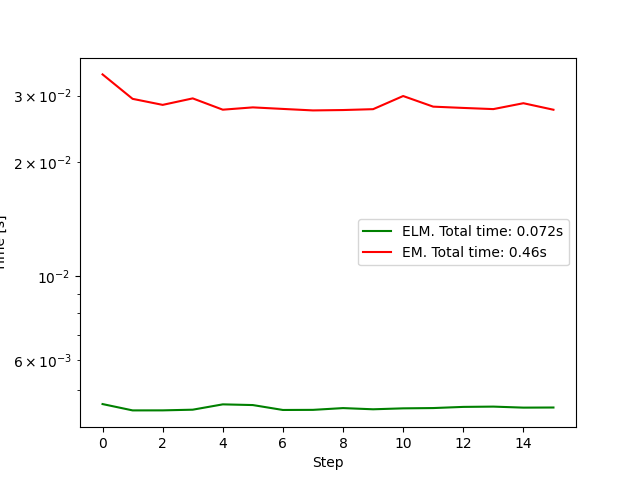 3 × 10⁻²
2 × 10⁻²
10⁻²
6 × 10⁻³
Time [s]
ELM. Total time: 0.072s
EM. Total time: 0.46s
0 2 4 6 8 10 12 14
Step